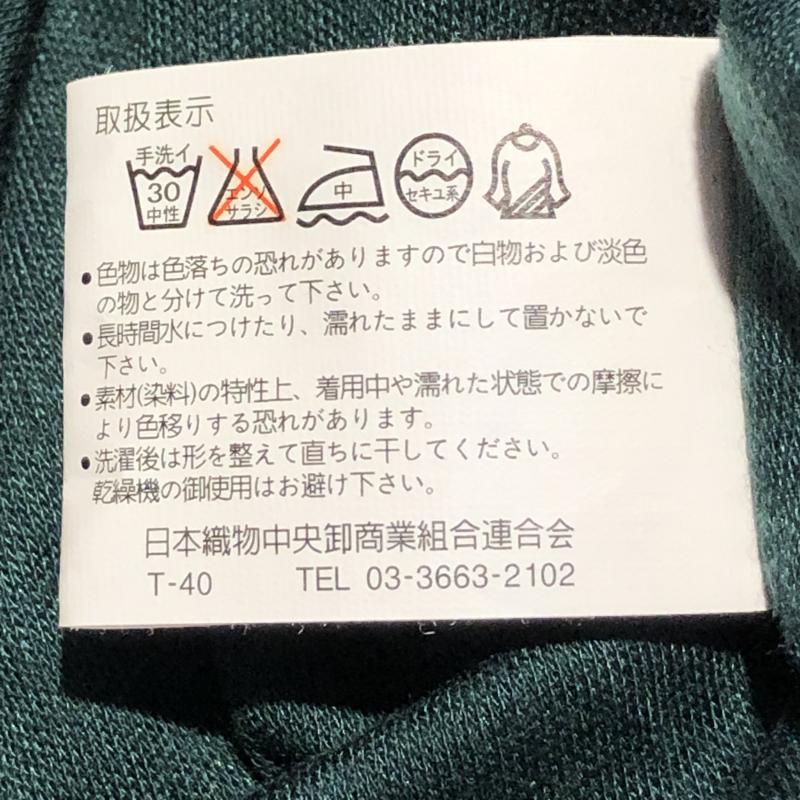 取扱表示
手洗イ
30
中性
エンソ
サラシ
中
ドライ
セキユ系
●色物は色落ちの恐れがありますので白物および淡色
の物と分けて洗って下さい。
●長時間水につけたり、濡れたままにして置かないで
下さい。
●素材(染料)の特性上、着用中や濡れた状態での摩擦に
より色移りする恐れがあります。
●洗濯後は形を整えて直ちに干してください。
乾燥機の御使用はお避け下さい。
日本織物中央卸商業組合連合会
T-40 TEL 03-3663-2102